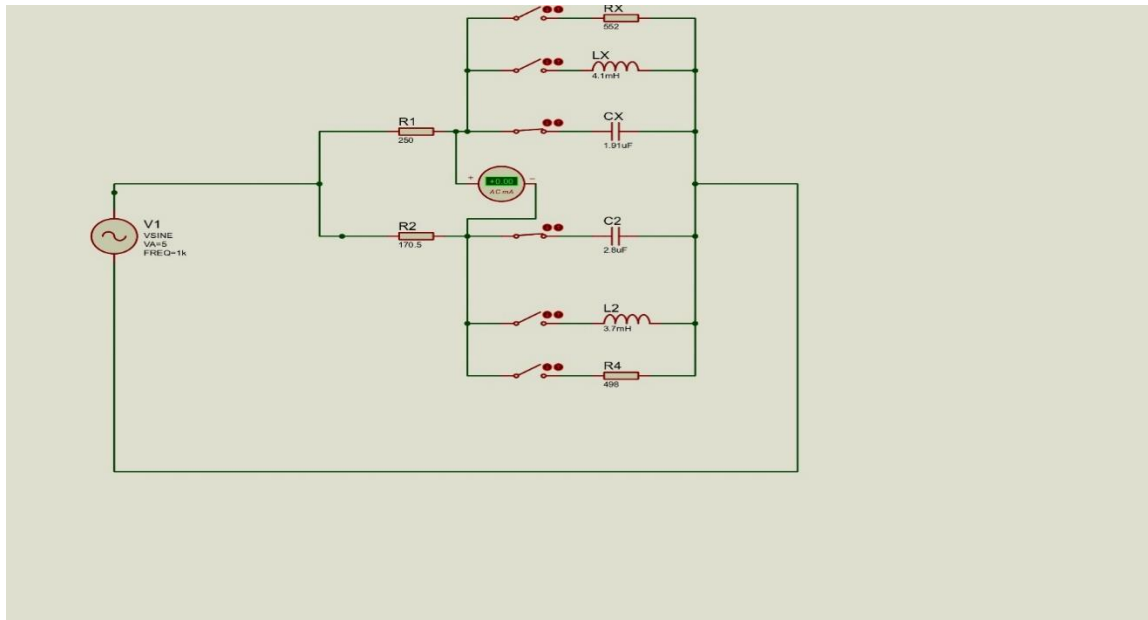 RX
552
LX
4.1mH
CX
1.91uF
R1
250
+ −
+0.00
AC mA
V1
VSINE
VA=5
FREQ=1k
R2
170.5
C2
2.8uF
L2
3.7mH
R4
498